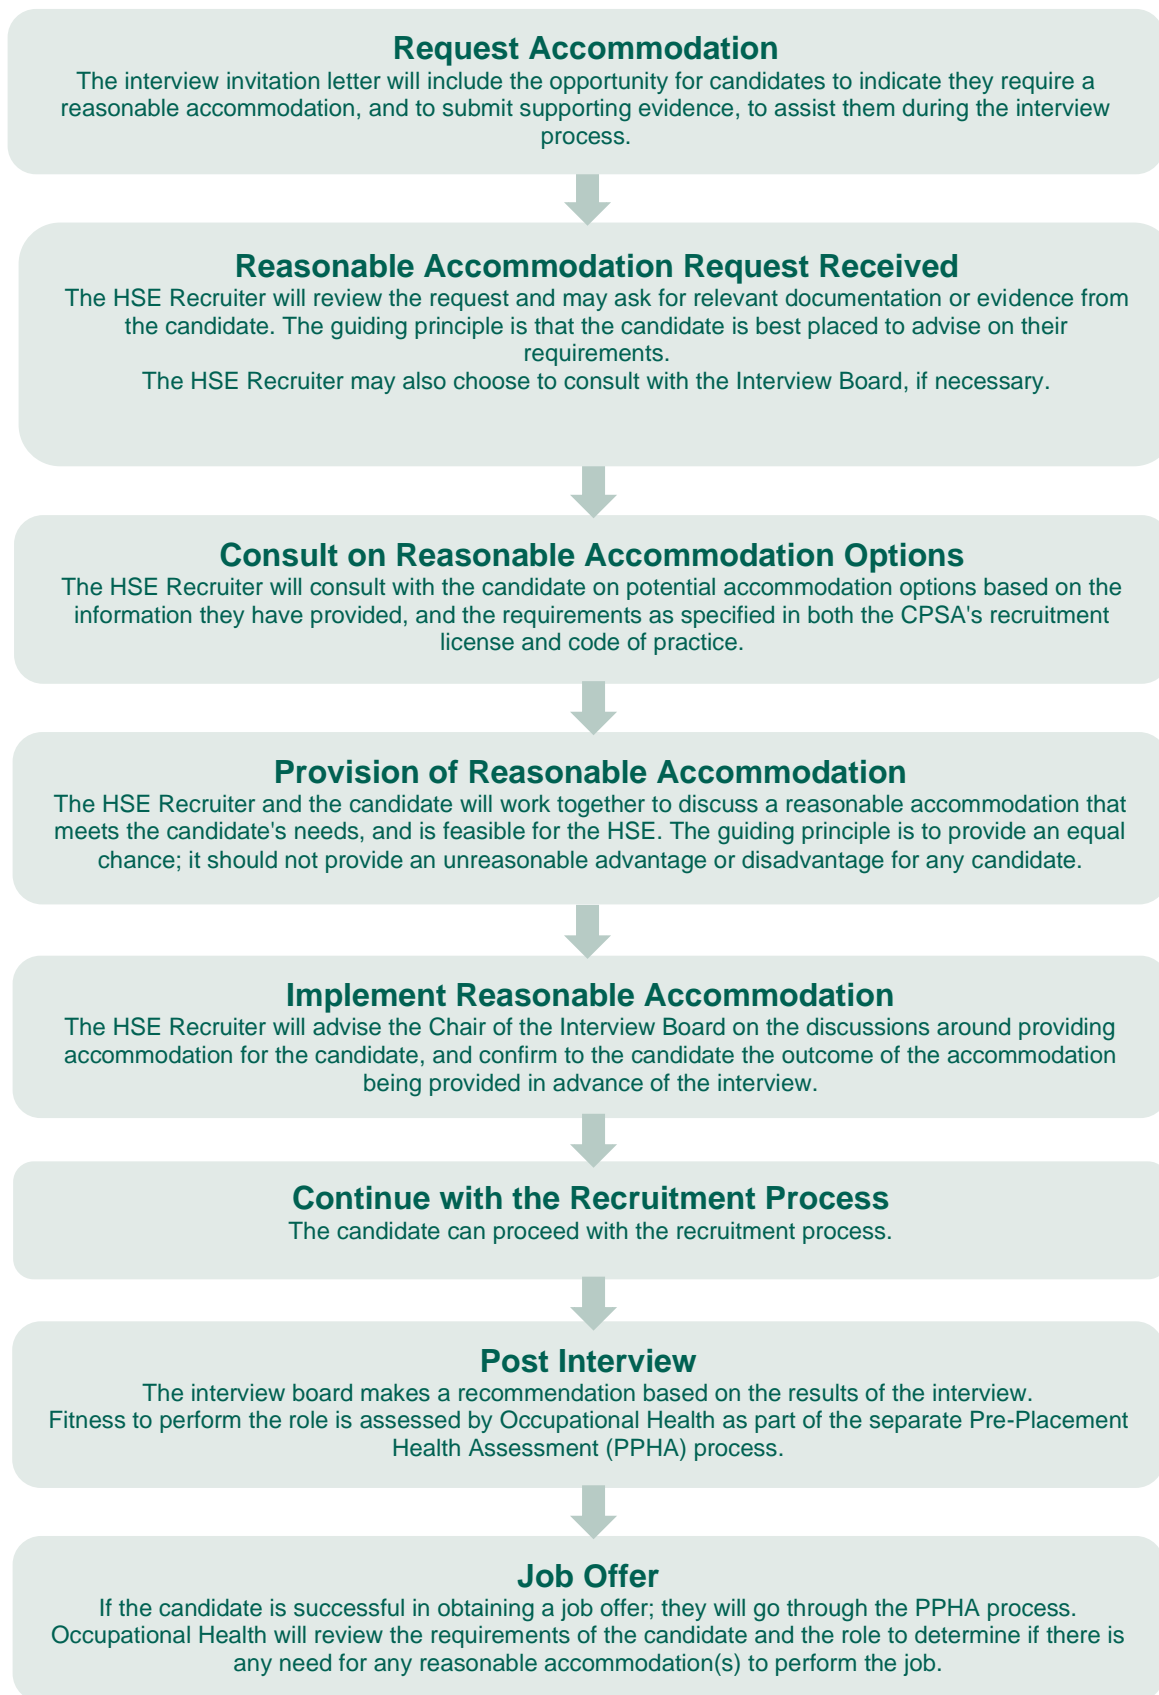 Request Accommodation
The interview invitation letter will include the opportunity for candidates to indicate they require a
reasonable accommodation, and to submit supporting evidence, to assist them during the interview
process.
Reasonable Accommodation Request Received
The HSE Recruiter will review the request and may ask for relevant documentation or evidence from
the candidate. The guiding principle is that the candidate is best placed to advise on their
requirements.
The HSE Recruiter may also choose to consult with the Interview Board, if necessary.
Consult on Reasonable Accommodation Options
The HSE Recruiter will consult with the candidate on potential accommodation options based on the
information they have provided, and the requirements as specified in both the CPSA's recruitment
license and code of practice.
Provision of Reasonable Accommodation
The HSE Recruiter and the candidate will work together to discuss a reasonable accommodation that
meets the candidate's needs, and is feasible for the HSE. The guiding principle is to provide an equal
chance; it should not provide an unreasonable advantage or disadvantage for any candidate.
Implement Reasonable Accommodation
The HSE Recruiter will advise the Chair of the Interview Board on the discussions around providing
accommodation for the candidate, and confirm to the candidate the outcome of the accommodation
being provided in advance of the interview.
Continue with the Recruitment Process
The candidate can proceed with the recruitment process.
Post Interview
The interview board makes a recommendation based on the results of the interview.
Fitness to perform the role is assessed by Occupational Health as part of the separate Pre-Placement
Health Assessment (PPHA) process.
Job Offer
If the candidate is successful in obtaining a job offer; they will go through the PPHA process.
Occupational Health will review the requirements of the candidate and the role to determine if there is
any need for any reasonable accommodation(s) to perform the job.